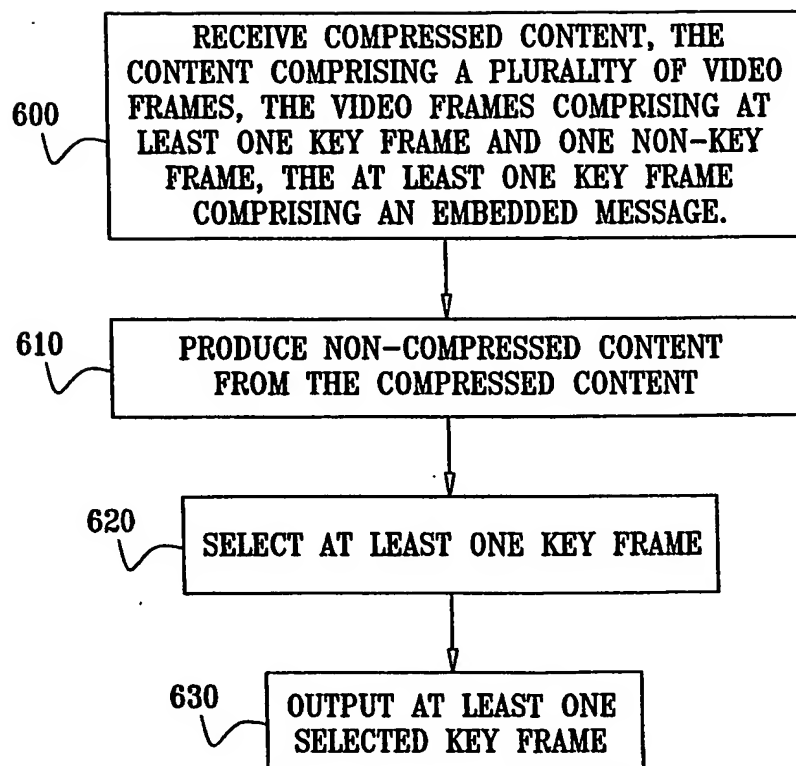 RECEIVE COMPRESSED CONTENT, THE
CONTENT COMPRISING A PLURALITY OF VIDEO
FRAMES, THE VIDEO FRAMES COMPRISING AT
LEAST ONE KEY FRAME AND ONE NON-KEY
FRAME, THE AT LEAST ONE KEY FRAME
COMPRISING AN EMBEDDED MESSAGE.
600
610
PRODUCE NON-COMPRESSED CONTENT
FROM THE COMPRESSED CONTENT
620
SELECT AT LEAST ONE KEY FRAME
630
OUTPUT AT LEAST ONE
SELECTED KEY FRAME